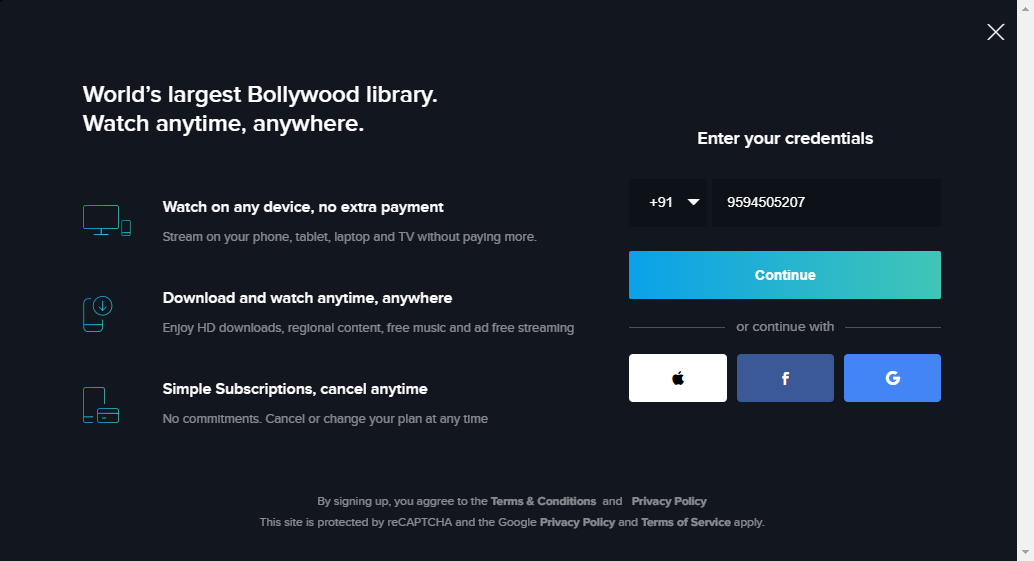 World's largest Bollywood library.
Watch anytime, anywhere.
Watch on any device, no extra payment
Stream on your phone, tablet, laptop and TV without paying more.
Download and watch anytime, anywhere
Enjoy HD downloads, regional content, free music and ad free streaming
Simple Subscriptions, cancel anytime
No commitments. Cancel or change your plan at any time
Enter your credentials
+91 9594505207
Continue
or continue with
f G
By signing up, you aggree to the Terms & Conditions and Privacy Policy
This site is protected by reCAPTCHA and the Google Privacy Policy and Terms of Service apply.